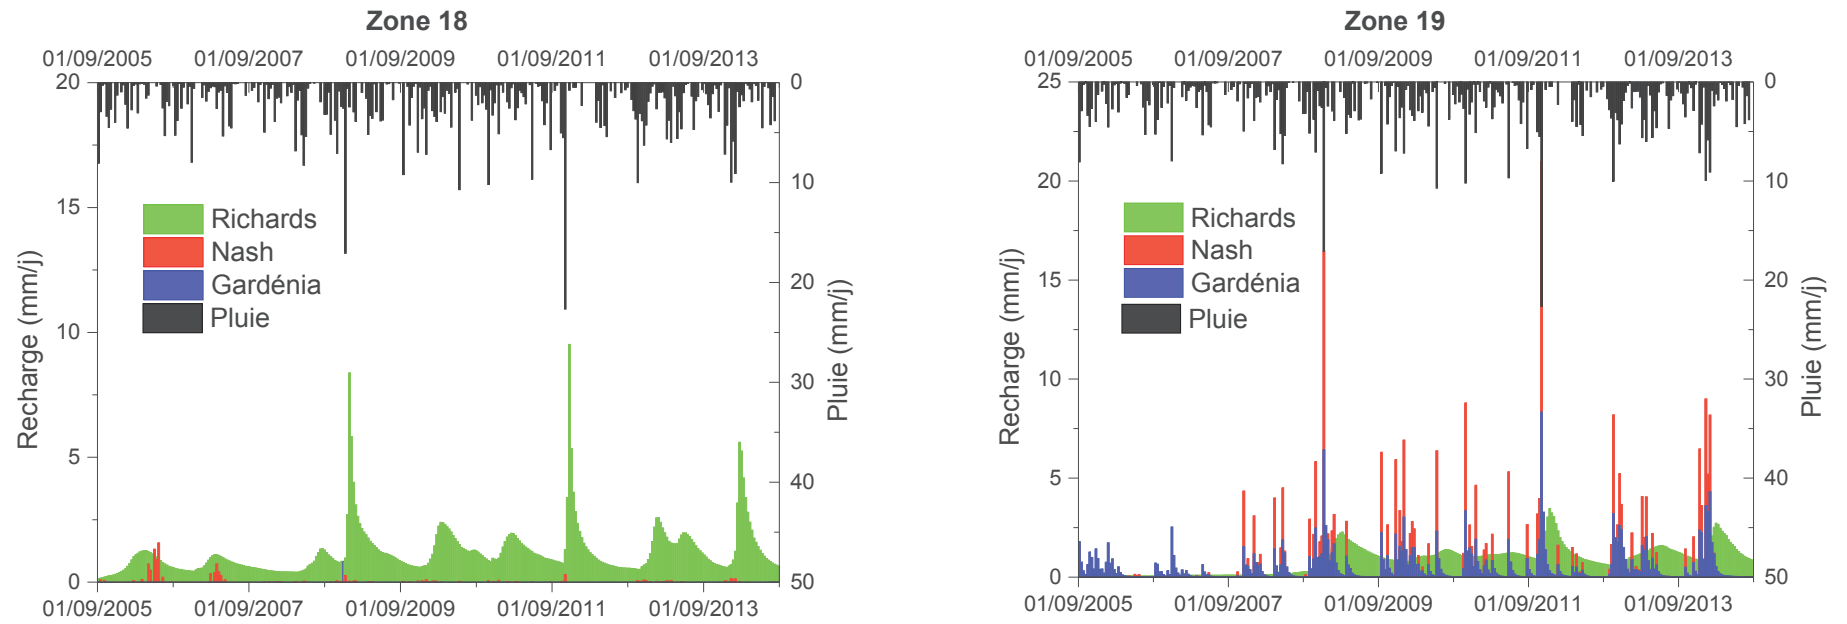 Zone 18
01/09/2005 01/09/2007 01/09/2009 01/09/2011 01/09/2013
20 0
15 10
10 20
5 30
0 40
50
Recharge (mm/j)
Pluie (mm/j)
Richards
Nash
Gardénia
Pluie
01/09/2005 01/09/2007 01/09/2009 01/09/2011 01/09/2013
Zone 19
01/09/2005 01/09/2007 01/09/2009 01/09/2011 01/09/2013
25 0
20 10
15 20
10 30
5 40
0 50
Recharge (mm/j)
Pluie (mm/j)
Richards
Nash
Gardénia
Pluie
01/09/2005 01/09/2007 01/09/2009 01/09/2011 01/09/2013